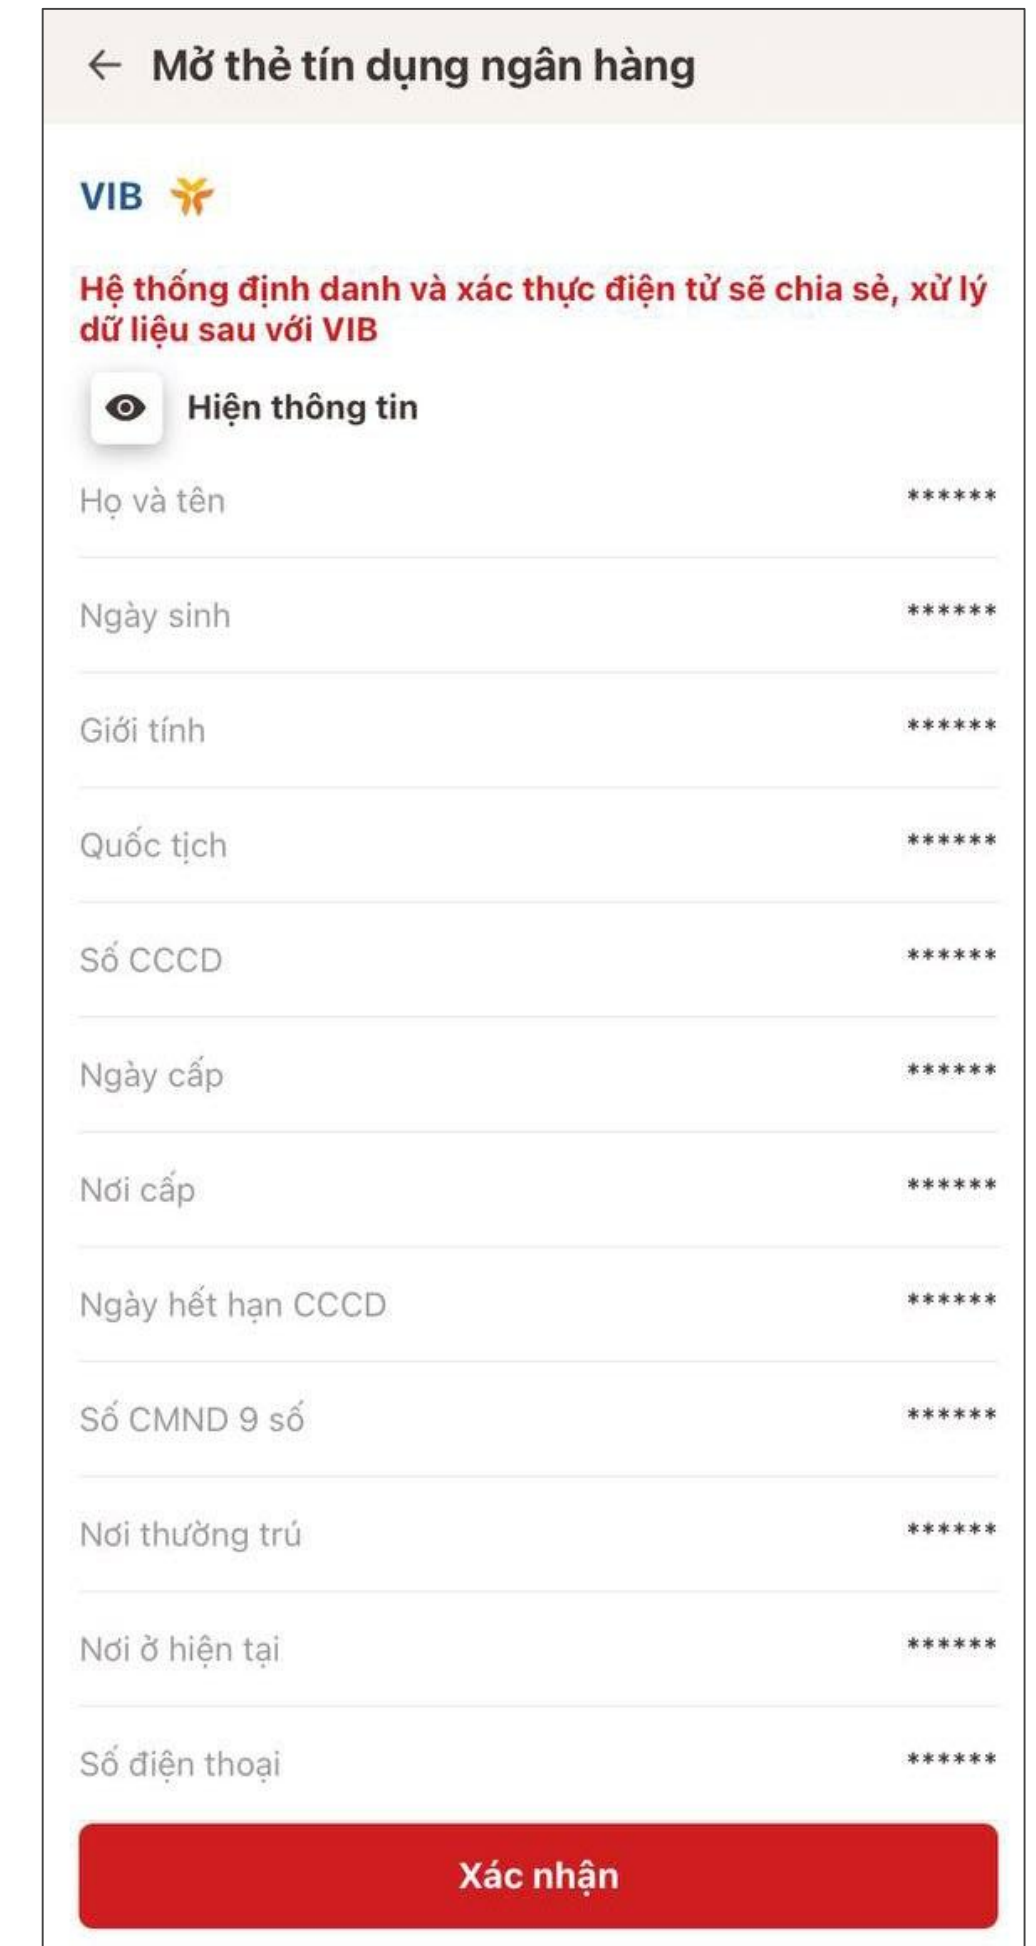 Mở thẻ tín dụng ngân hàng
VIB
Hệ thống định danh và xác thực điện tử sẽ chia sẻ, xử lý
dữ liệu sau với VIB
Hiện thông tin
Họ và tên ******
Ngày sinh ******
Giới tính ******
Quốc tịch ******
Số CCCD ******
Ngày cấp ******
Nơi cấp ******
Ngày hết hạn CCCD ******
Số CMND 9 số ******
Nơi thường trú ******
Nơi ở hiện tại ******
Số điện thoại ******
Xác nhận